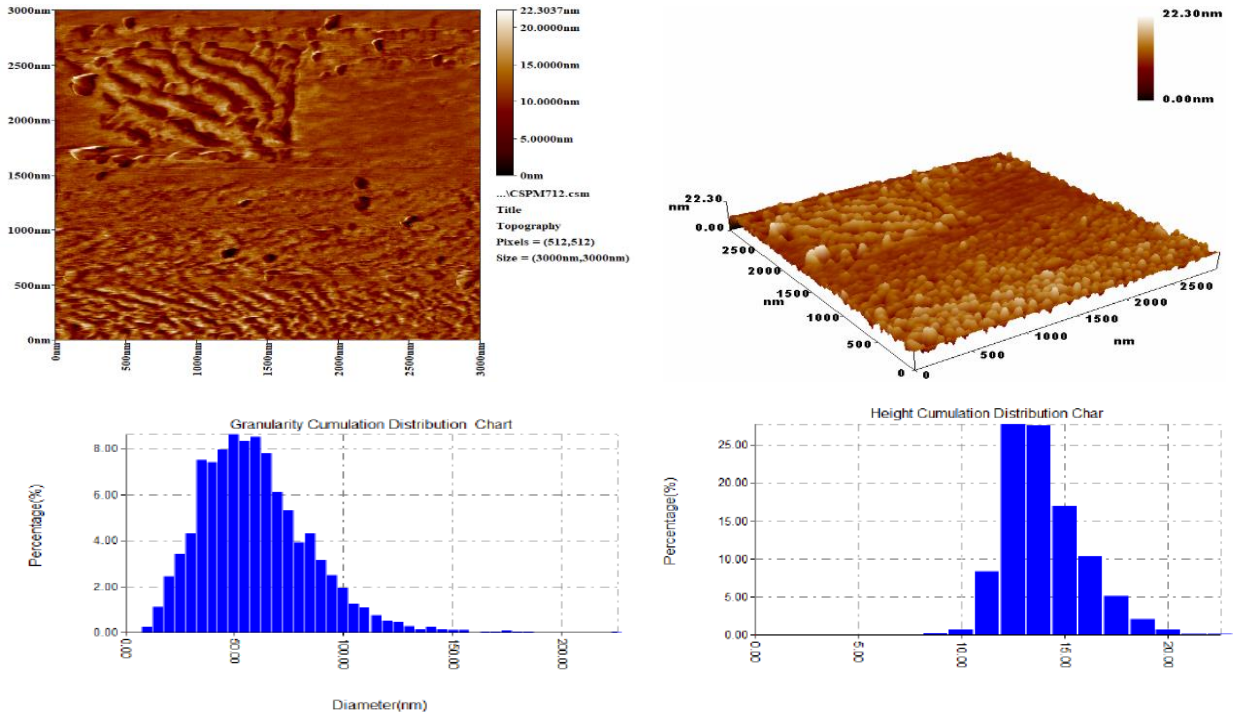 3000nm
2500nm
2000nm
1500nm
1000nm
500nm
0nm
0nm
500nm
1000nm
1500nm
2000nm
2500nm
3000nm
22.3037nm
20.0000nm
15.0000nm
10.0000nm
5.0000nm
0nm
...\CSPM712.csm
Title
Topography
Pixels = (512,512)
Size = (3000nm,3000nm)
22.30nm
0.00nm
22.30
nm
0.00
2500
2000
nm
1500
1000
500
0
0
500
1000
nm
1500
2000
2500
Granularity Cumulation Distribution Chart
Percentage(%)
8.00
6.00
4.00
2.00
0.00
0.00
50.00
100.00
150.00
200.00
Diameter(nm)
Height Cumulation Distribution Char
Percentage(%)
25.00
20.00
15.00
10.00
5.00
0.00
0.00
5.00
10.00
15.00
20.00